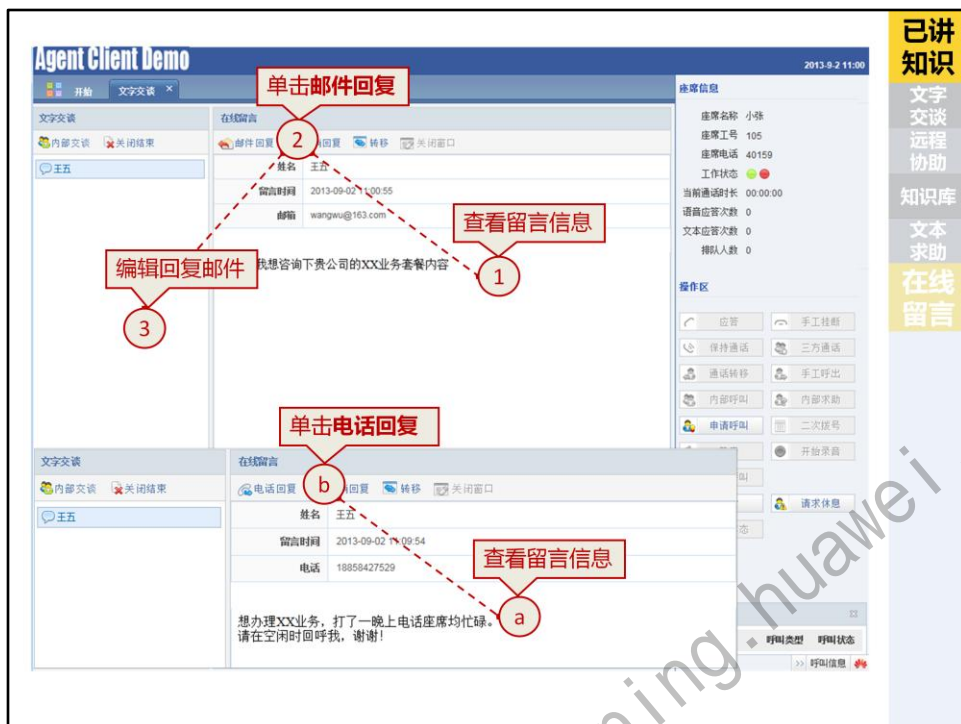 Agent Client Demo
2013-9-2 11:00
开始
文字交谈 ×
单击邮件回复
文字交谈
内部交谈
关闭结束
王五
在线留言
邮件回复
2
回复
转移
关闭窗口
姓名 王五
留言时间 2013-09-02 11:00:55
邮箱 wangwu@163.com
查看留言信息
1
编辑回复邮件
3
我想咨询下贵公司的XX业务套餐内容
座席信息
座席名称 小张
座席工号 105
座席电话 40159
工作状态
当前通话时长 00:00:00
语音应答次数 0
文本应答次数 0
排队人数 0
操作区
应答 手工挂断
保持通话 三方通话
通话转移 手工呼出
内部呼叫 内部求助
申请呼叫 二次拨号
开始录音
请求休息
态
呼叫类型 呼叫状态
>> 呼叫信息
单击电话回复
文字交谈
内部交谈
关闭结束
王五
在线留言
电话回复
b
回复
转移
关闭窗口
姓名 王五
留言时间 2013-09-02 11:09:54
电话 18858427529
查看留言信息
a
想办理XX业务，打了一晚上电话座席均忙碌。
请在空闲时回呼我，谢谢！
已讲
知识
文字
交谈
远程
协助
知识库
文本
求助
在线
留言
ning.huawei